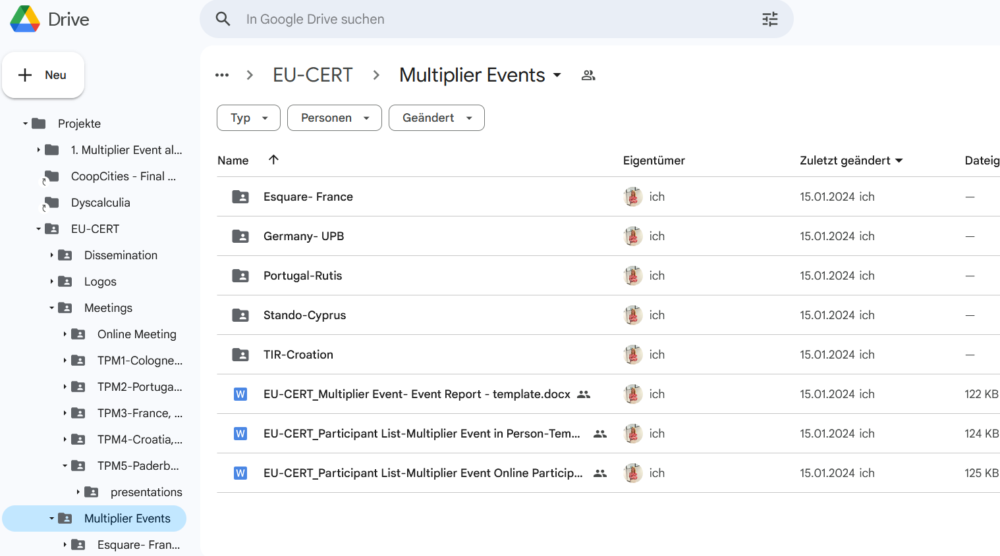 Drive
In Google Drive suchen
Neu
Projekte
1. Multiplier Event al...
CoopCities - Final ...
Dyscalculia
EU-CERT
Dissemination
Logos
Meetings
Online Meeting
TPM1-Cologne...
TPM2-Portuga...
TPM3-France, ...
TPM4-Croatia,...
TPM5-Paderb...
presentations
Multiplier Events
Esquare- Fran...
EU-CERT Multiplier Events
Typ Personen Geändert
Name Eigentümer Zuletzt geändert Dateig
Esquare- France ich 15.01.2024 ich —
Germany- UPB ich 15.01.2024 ich —
Portugal-Rutis ich 15.01.2024 ich —
Stando-Cyprus ich 15.01.2024 ich —
TIR-Croation ich 15.01.2024 ich —
W EU-CERT_Multiplier Event- Event Report - template.docx ich 15.01.2024 ich 122 KB
W EU-CERT_Participant List-Multiplier Event in Person-Tem... ich 15.01.2024 ich 124 KB
W EU-CERT_Participant List-Multiplier Event Online Particip... ich 15.01.2024 ich 125 KB